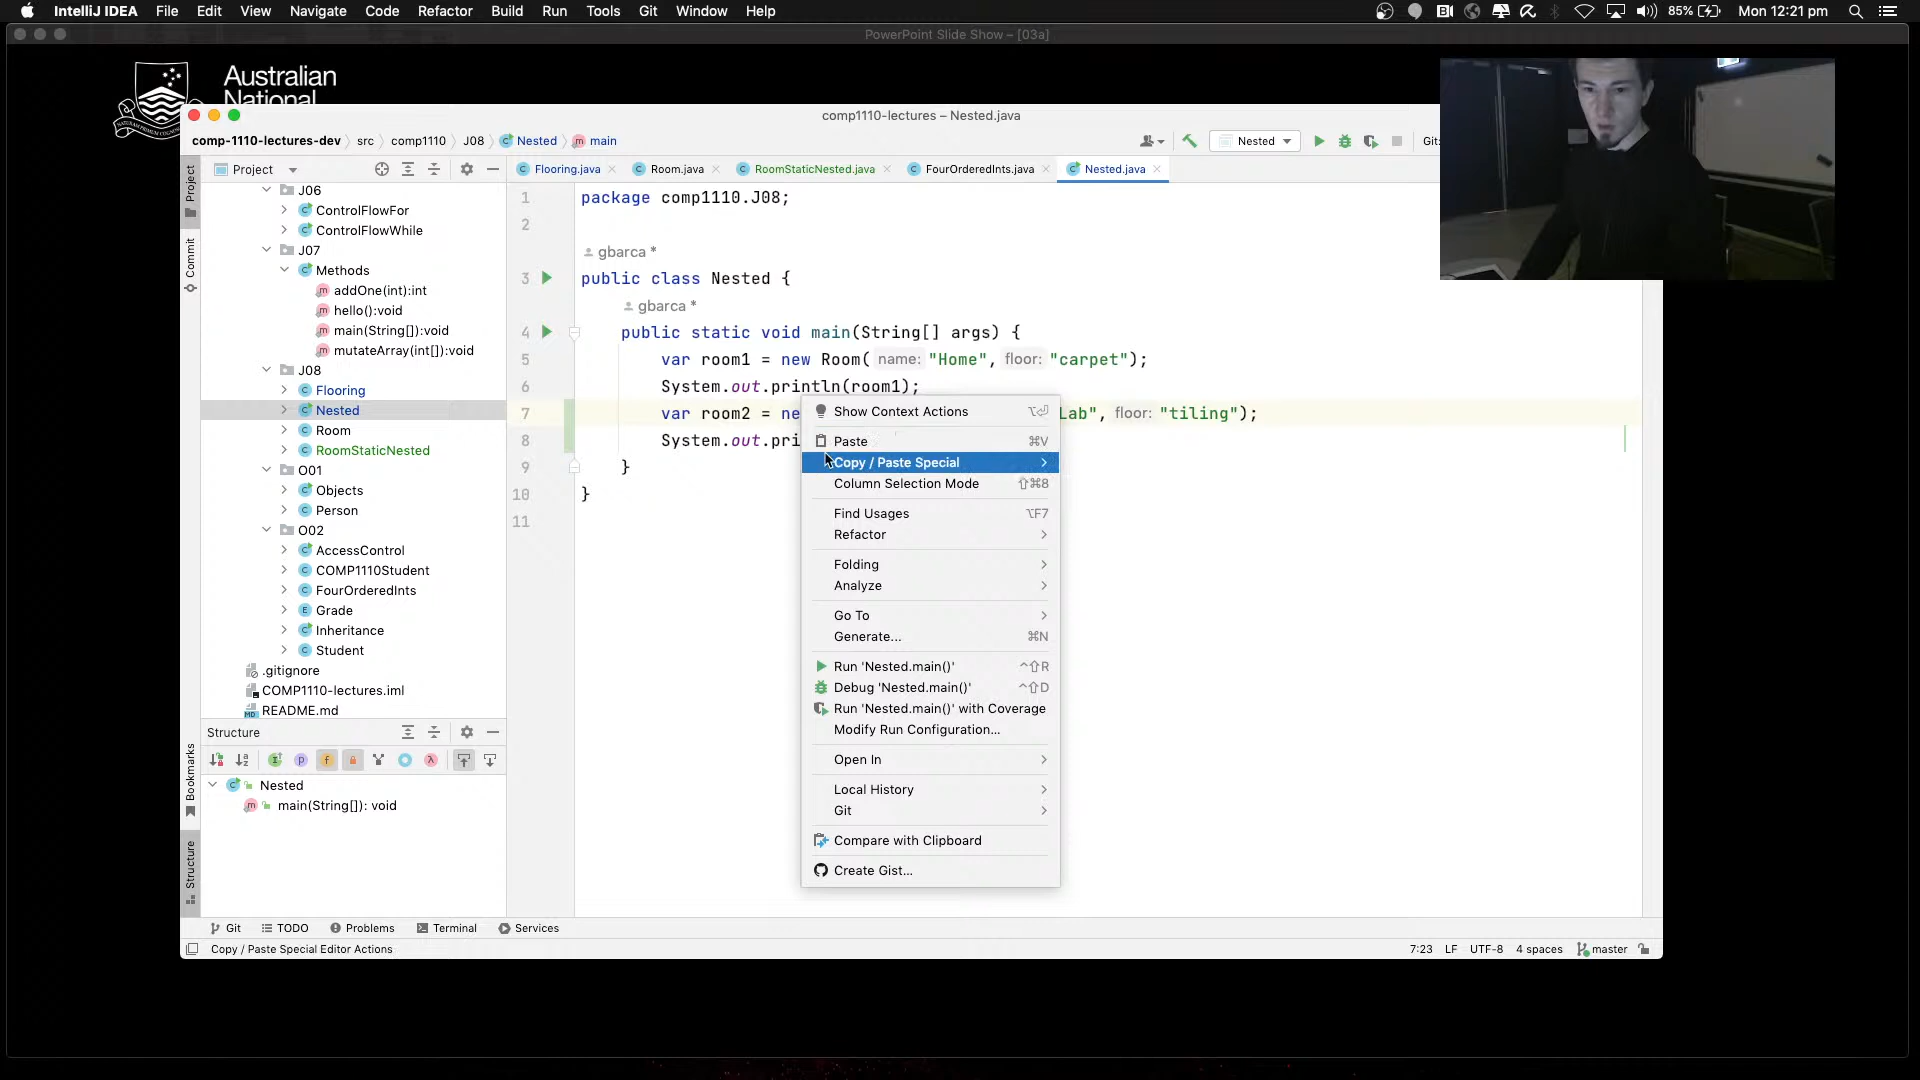 IntelliJ IDEA File Edit View Navigate Code Refactor Build Run Tools Git Window Help 85% Mon 12:21 pm
PowerPoint Slide Show – [03a]
Australian
National
comp1110-lectures – Nested.java
comp-1110-lectures-dev src comp1110 J08 Nested main
Nested Git:
Project
Flooring.java Room.java RoomStaticNested.java FourOrderedInts.java Nested.java
Project
Commit
Bookmarks
Structure
J06
ControlFlowFor
ControlFlowWhile
J07
Methods
addOne(int):int
hello():void
main(String[]):void
mutateArray(int[]):void
J08
Flooring
Nested
Room
RoomStaticNested
O01
Objects
Person
O02
AccessControl
COMP1110Student
FourOrderedInts
Grade
Inheritance
Student
.gitignore
COMP1110-lectures.iml
README.md
Structure
Nested
main(String[]): void
1 package comp1110.J08;
2
gbarca *
3 public class Nested {
gbarca *
4 public static void main(String[] args) {
5 var room1 = new Room( name: "Home", floor: "carpet");
6 System.out.println(room1);
7 var room2 = ne Lab", floor: "tiling");
8 System.out.pri
9 }
10 }
11
Show Context Actions ⌥⏎
Paste ⌘V
Copy / Paste Special
Column Selection Mode ⇧⌘8
Find Usages ⌥F7
Refactor
Folding
Analyze
Go To
Generate... ⌘N
Run 'Nested.main()' ^⇧R
Debug 'Nested.main()' ^⇧D
Run 'Nested.main()' with Coverage
Modify Run Configuration...
Open In
Local History
Git
Compare with Clipboard
Create Gist...
Git TODO Problems Terminal Services
Copy / Paste Special Editor Actions 7:23 LF UTF-8 4 spaces master